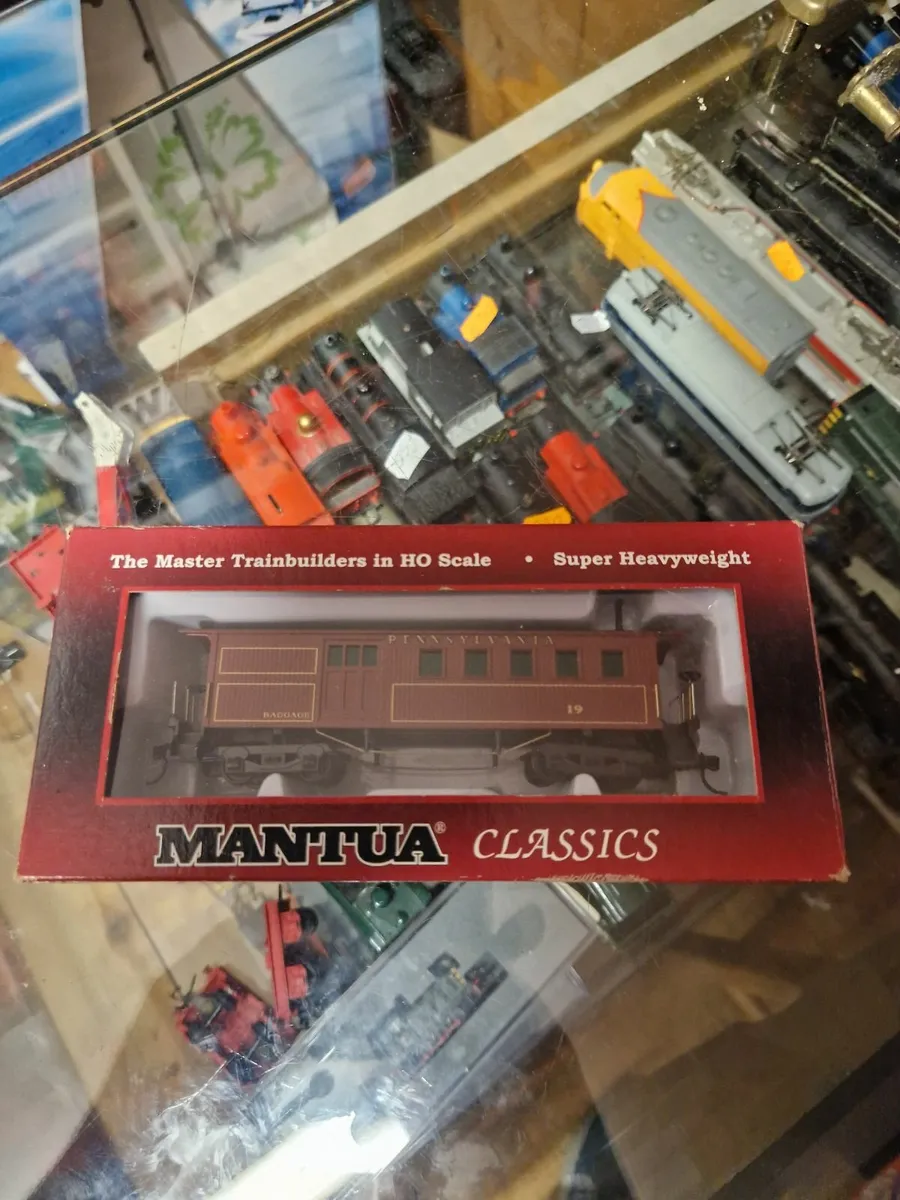 The Master Trainbuilders in HO Scale • Super Heavyweight
PENNSYLVANIA
BAGGAGE
19
MANTUA® CLASSICS